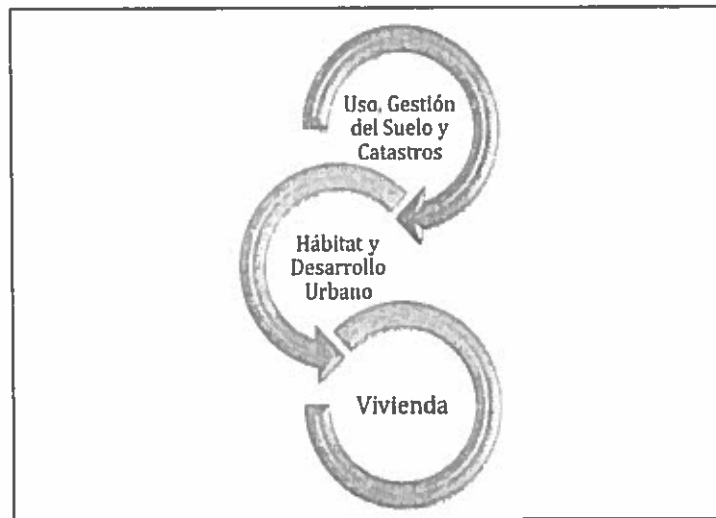 Uso, Gestión
del Suelo y
Catastros
Hábitat y
Desarrollo
Urbano
Vivienda